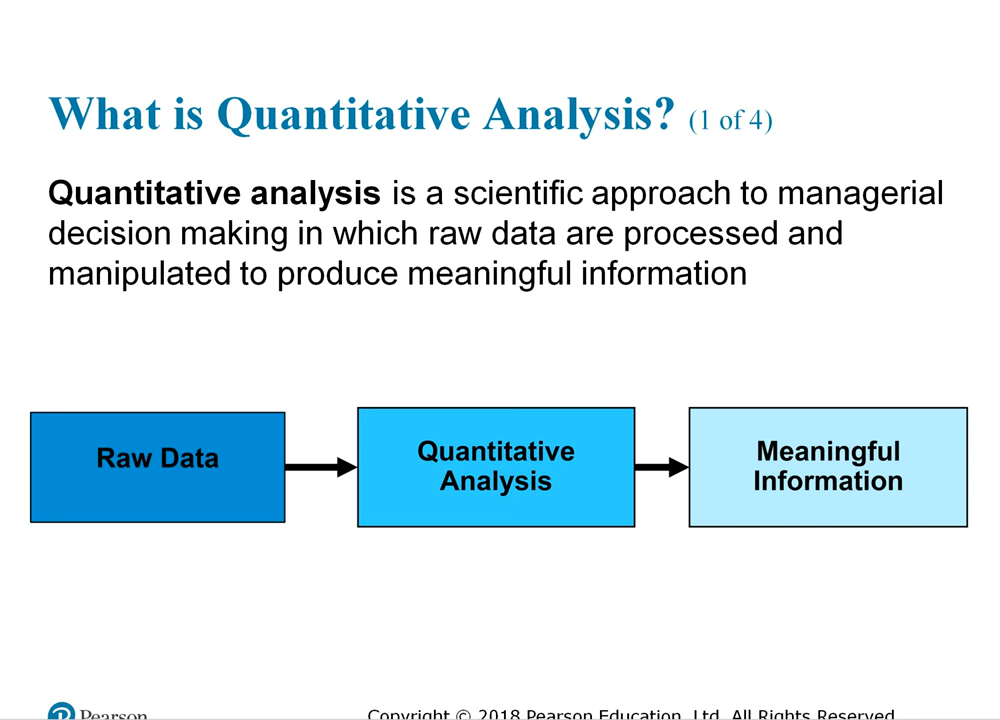 What is Quantitative Analysis? (1 of 4)
Quantitative analysis is a scientific approach to managerial
decision making in which raw data are processed and
manipulated to produce meaningful information
Raw Data
Quantitative
Analysis
Meaningful
Information
Pearson
Copyright © 2018 Pearson Education, Ltd. All Rights Reserved